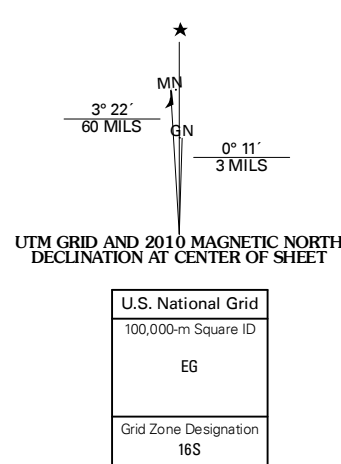 ★
MN
3° 22´
60 MILS
GN
0° 11´
3 MILS
UTM GRID AND 2010 MAGNETIC NORTH
DECLINATION AT CENTER OF SHEET
U.S. National Grid
100,000-m Square ID
EG
Grid Zone Designation
16S